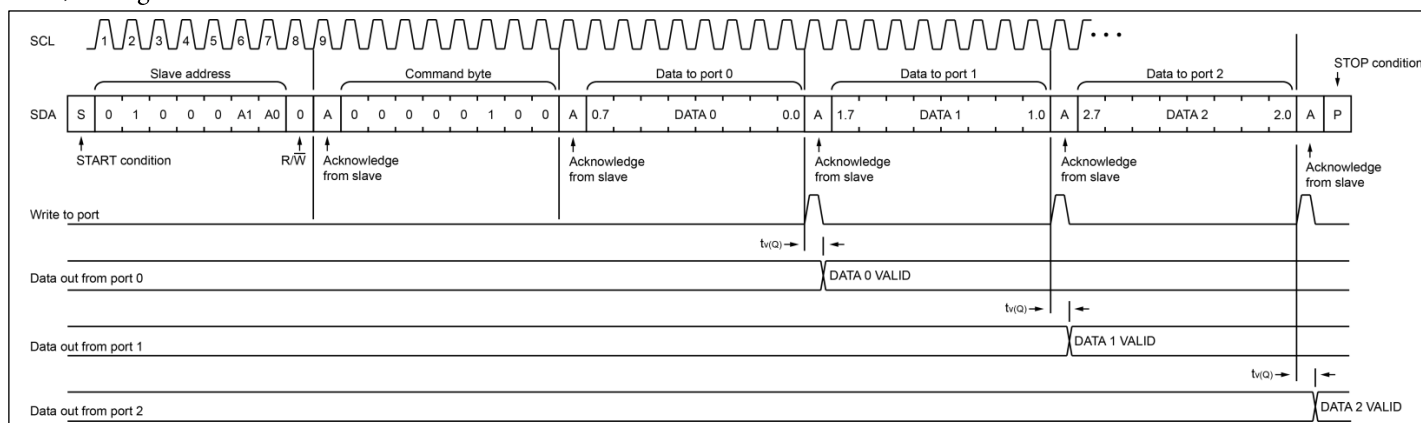 SCL 1 2 3 4 5 6 7 8 9 • • •
STOP condition
Slave address Command byte Data to port 0 Data to port 1 Data to port 2
SDA S 0 1 0 0 0 A1 A0 0 A 0 0 0 0 0 1 0 0 A 0.7 DATA 0 0.0 A 1.7 DATA 1 1.0 A 2.7 DATA 2 2.0 A P
START condition R/W Acknowledge from slave Acknowledge from slave Acknowledge from slave Acknowledge from slave Acknowledge from slave
Write to port
tv(Q)
Data out from port 0 DATA 0 VALID
tv(Q)
Data out from port 1 DATA 1 VALID
tv(Q)
Data out from port 2 DATA 2 VALID